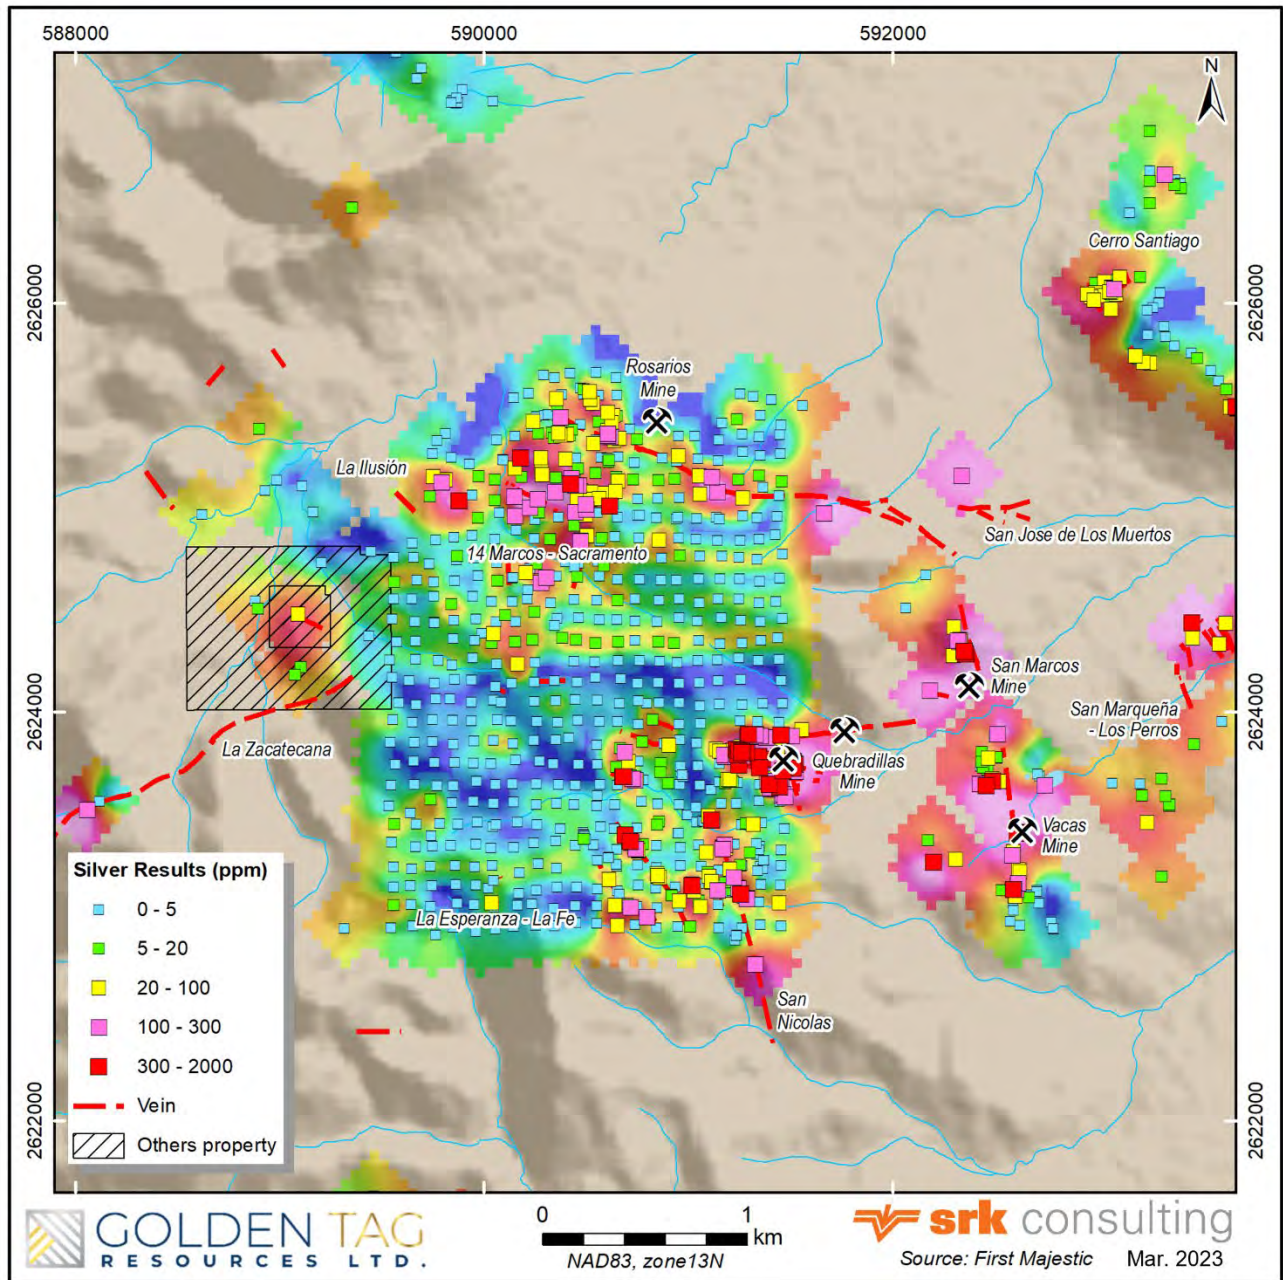 588000
590000
592000
N
Cerro Santiago
2626000
2626000
Rosarios
Mine
La Ilusión
San Jose de Los Muertos
14 Marcos - Sacramento
San Marcos
Mine
2624000
2624000
San Marqueña
- Los Perros
La Zacatecana
Quebradillas
Mine
Vacas
Mine
Silver Results (ppm)
0 - 5
5 - 20
20 - 100
100 - 300
300 - 2000
Vein
Others property
La Esperanza - La Fe
San
Nicolas
2622000
2622000
GOLDEN TAG
RESOURCES LTD.
0 1
km
NAD83, zone13N
srk consulting
Source: First Majestic Mar. 2023